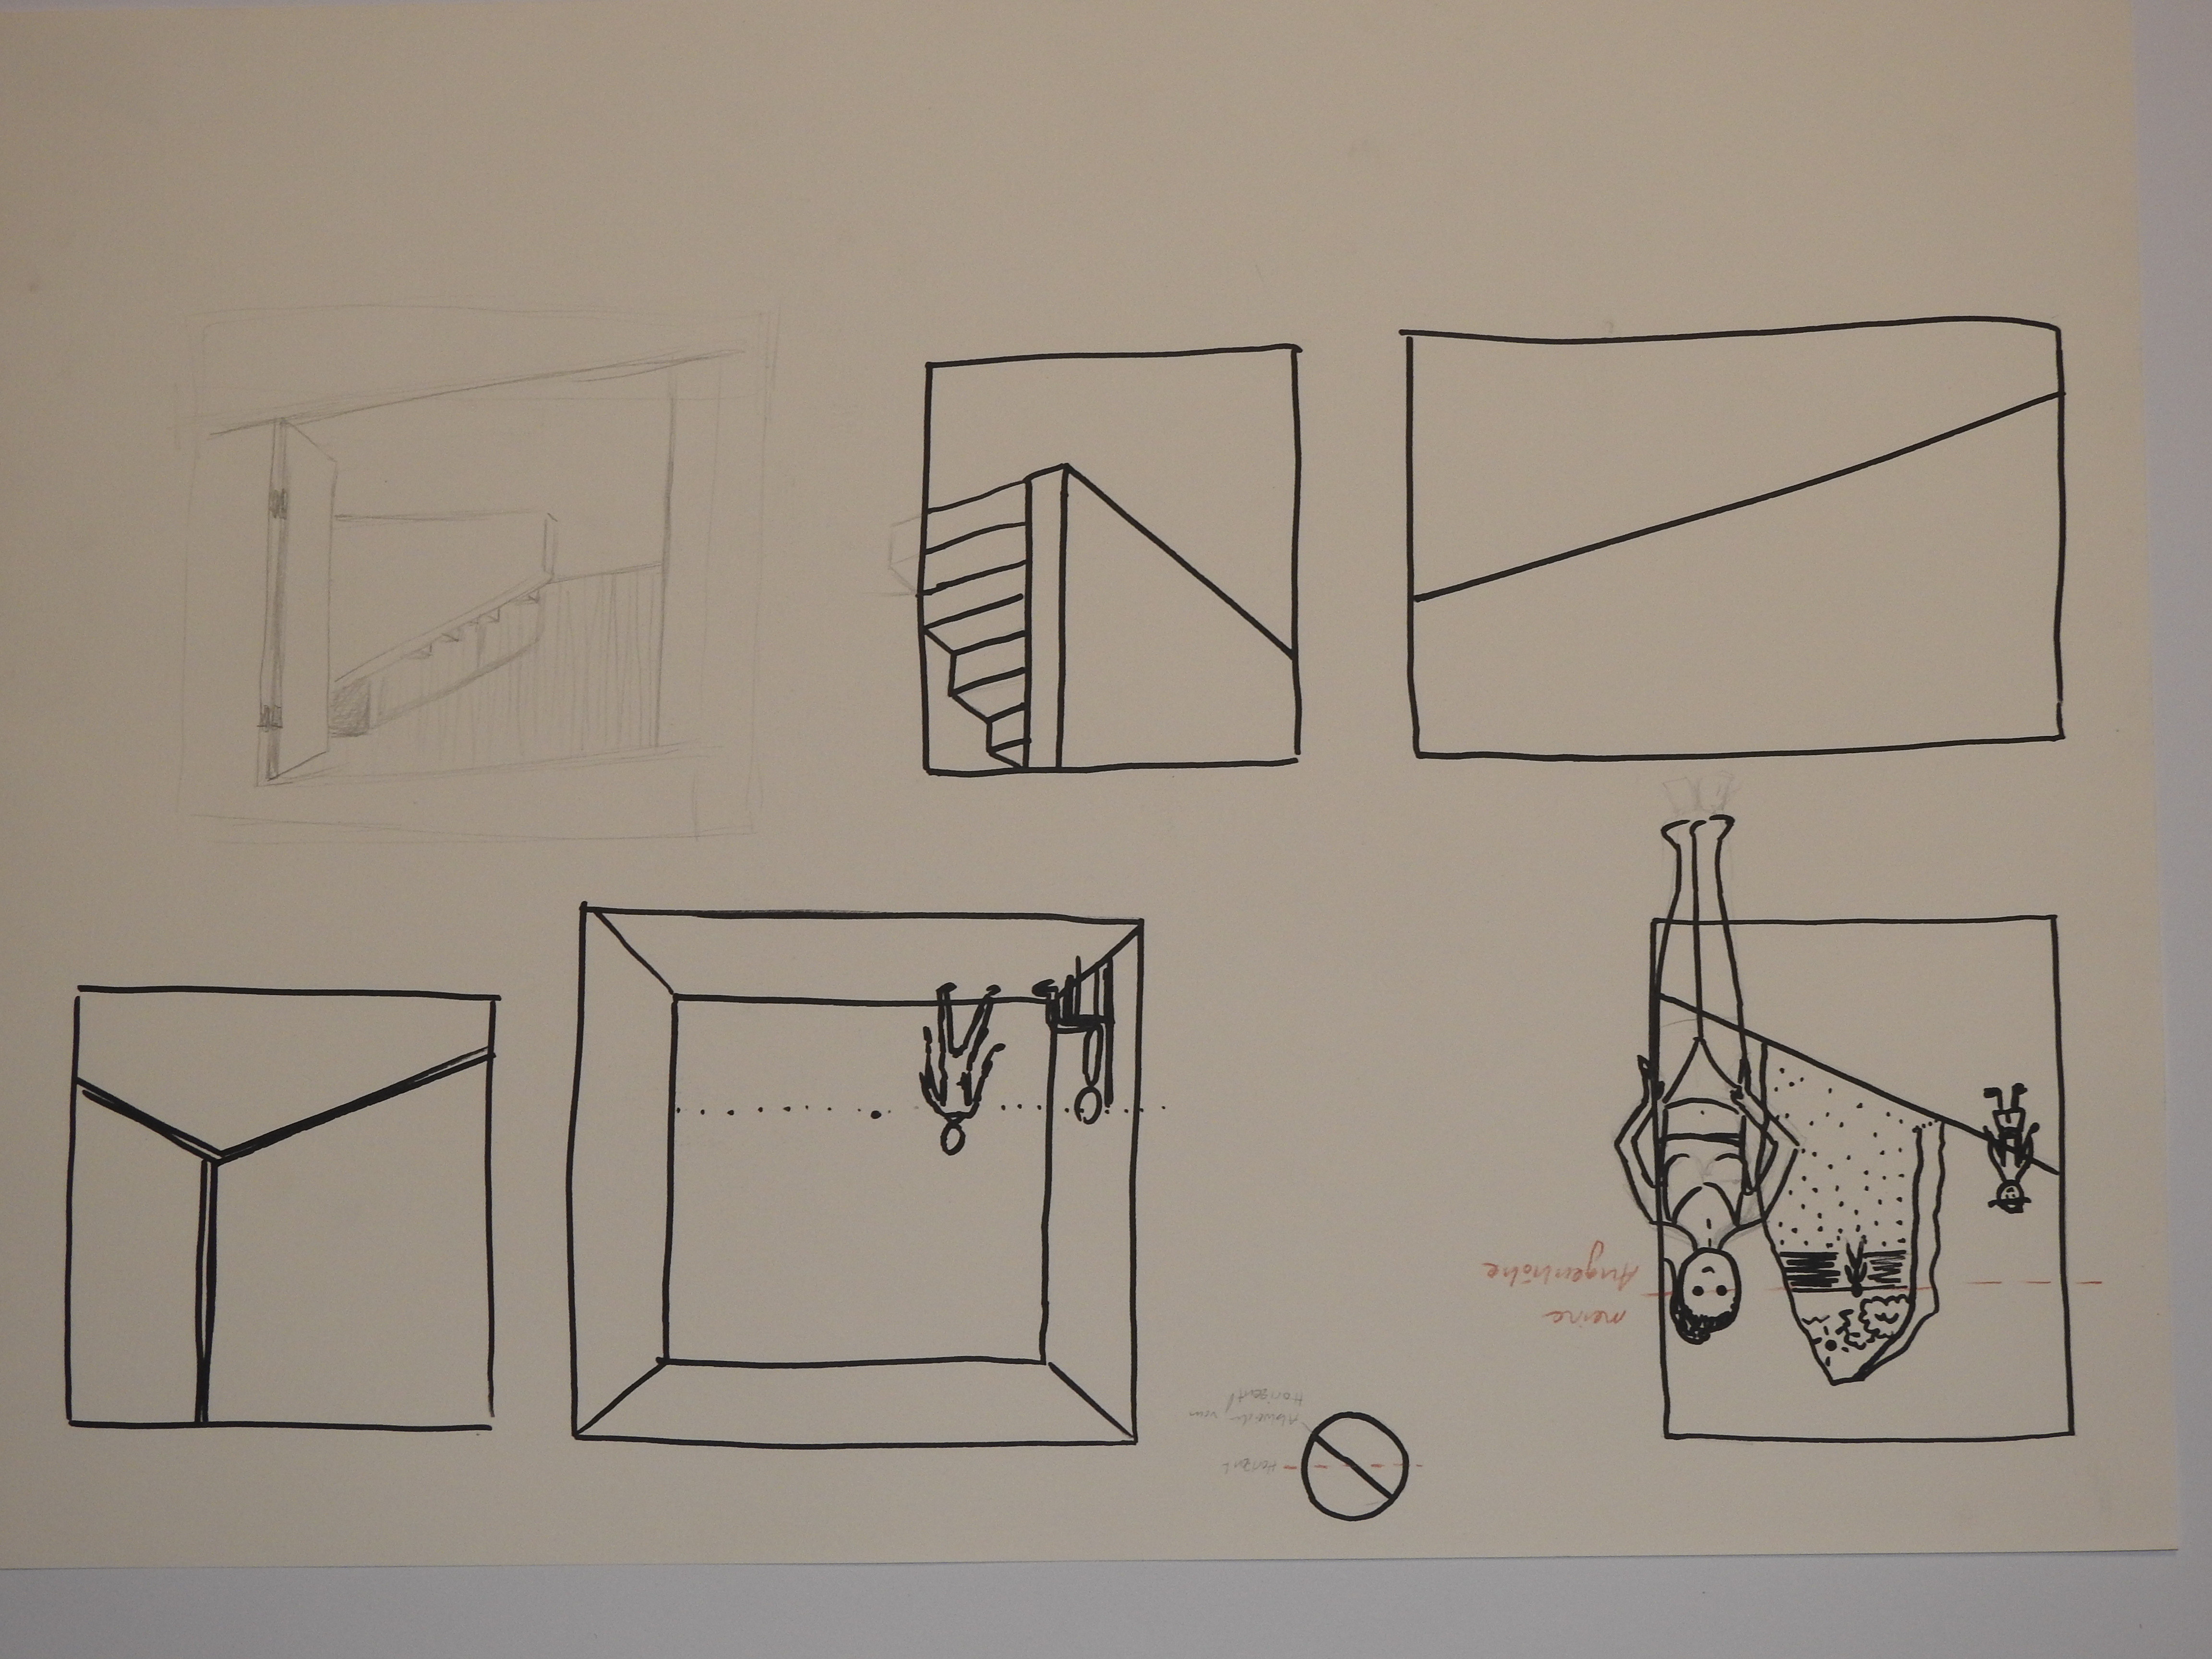 Horizont
Abweichung vom
Horizont
meine
Augenhöhe